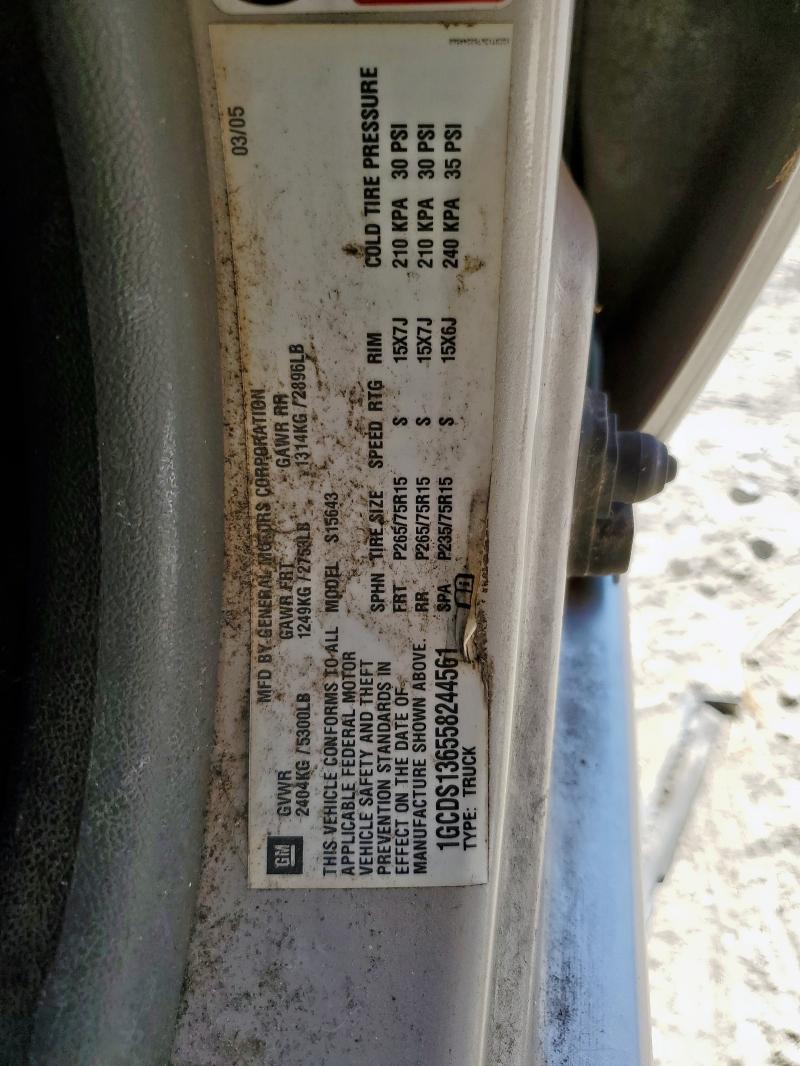 03/05
MFD BY GENERAL MOTORS CORPORATION
GVWR GAWR FRT GAWR RR
2404KG /5300LB 1249KG /2753LB 1314KG /2896LB
THIS VEHICLE CONFORMS TO ALL
APPLICABLE FEDERAL MOTOR
VEHICLE SAFETY AND THEFT
PREVENTION STANDARDS IN
EFFECT ON THE DATE OF
MANUFACTURE SHOWN ABOVE.
1GCDS136558244561
TYPE: TRUCK
MODEL S15643
SPHN TIRE SIZE SPEED RTG RIM COLD TIRE PRESSURE
FRT P265/75R15 S 15X7J 210 KPA 30 PSI
RR P265/75R15 S 15X7J 210 KPA 30 PSI
SPA P235/75R15 S 15X6J 240 KPA 35 PSI
GM